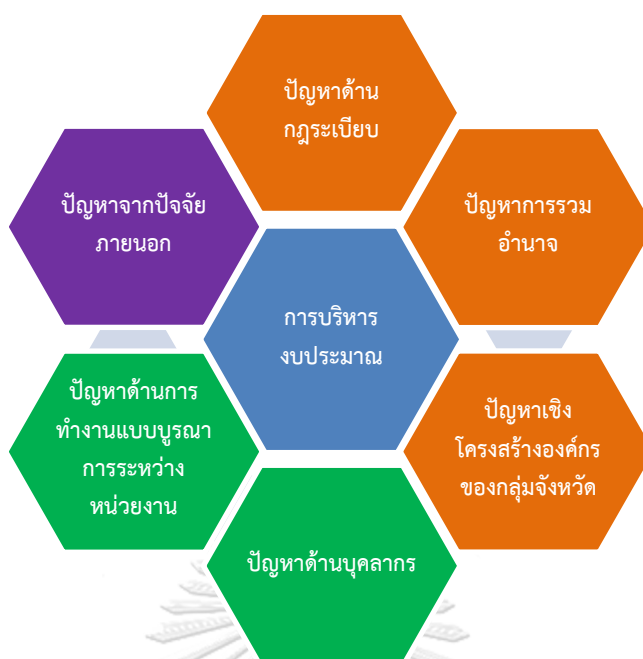 ปัญหาด้าน
กฎระเบียบ
ปัญหาจากปัจจัย
ภายนอก
ปัญหาการรวม
อำนาจ
การบริหาร
งบประมาณ
ปัญหาด้านการ
ทำงานแบบบูรณา
การระหว่าง
หน่วยงาน
ปัญหาเชิง
โครงสร้างองค์กร
ของกลุ่มจังหวัด
ปัญหาด้านบุคลากร